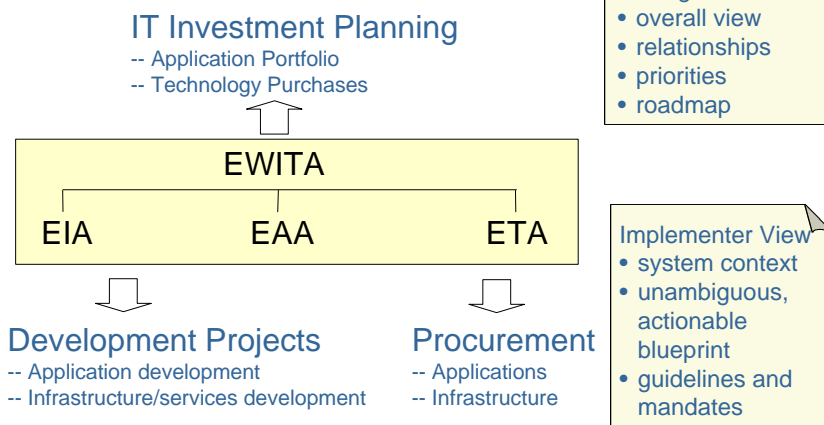 IT Investment Planning
-- Application Portfolio
-- Technology Purchases
• overall view
• relationships
• priorities
• roadmap
EWITA
EIA EAA ETA
Implementer View
• system context
• unambiguous,
actionable
blueprint
• guidelines and
mandates
Development Projects
-- Application development
-- Infrastructure/services development
Procurement
-- Applications
-- Infrastructure